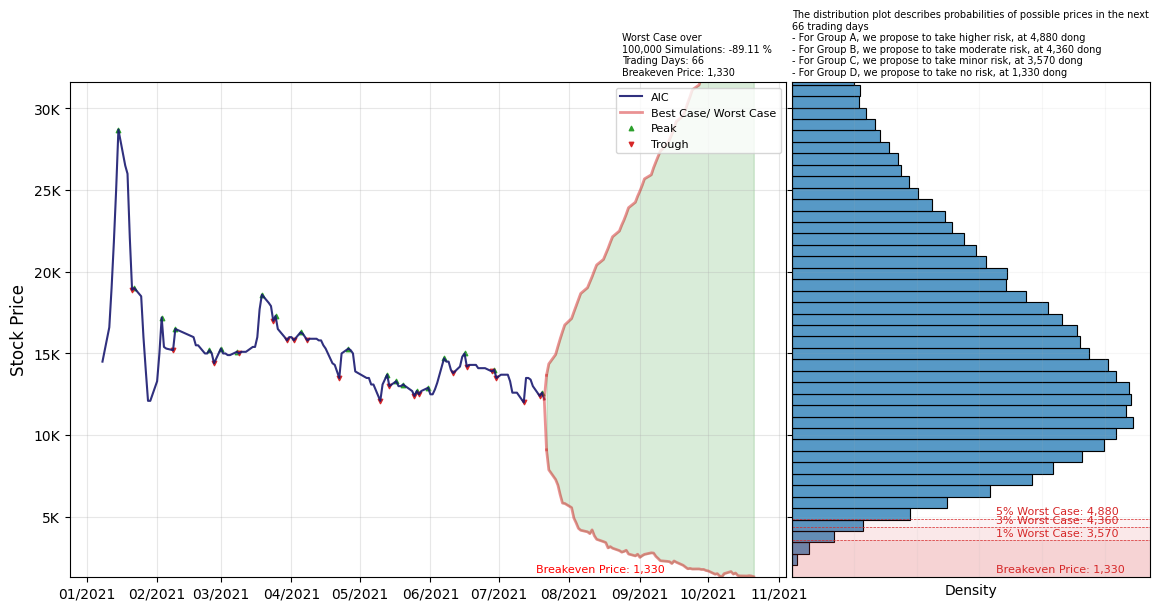 The distribution plot describes probabilities of possible prices in the next
66 trading days
- For Group A, we propose to take higher risk, at 4,880 dong
- For Group B, we propose to take moderate risk, at 4,360 dong
- For Group C, we propose to take minor risk, at 3,570 dong
- For Group D, we propose to take no risk, at 1,330 dong
Worst Case over
100,000 Simulations: -89.11 %
Trading Days: 66
Breakeven Price: 1,330
AIC
Best Case/ Worst Case
Peak
Trough
Stock Price
30K
25K
20K
15K
10K
5K
Breakeven Price: 1,330
01/2021 02/2021 03/2021 04/2021 05/2021 06/2021 07/2021 08/2021 09/2021 10/2021 11/2021
5% Worst Case: 4,880
3% Worst Case: 4,360
1% Worst Case: 3,570
Breakeven Price: 1,330
Density